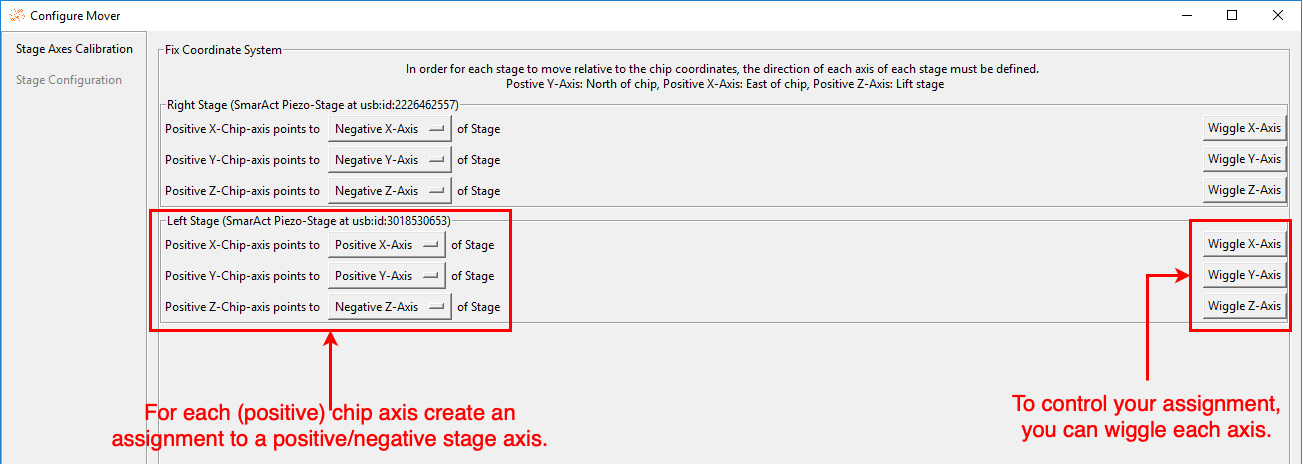 Configure Mover
Stage Axes Calibration
Stage Configuration
Fix Coordinate System
In order for each stage to move relative to the chip coordinates, the direction of each axis of each stage must be defined.
Postive Y-Axis: North of chip, Positive X-Axis: East of chip, Positive Z-Axis: Lift stage
Right Stage (SmarAct Piezo-Stage at usb:id:2226462557)
Positive X-Chip-axis points to Negative X-Axis of Stage Wiggle X-Axis
Positive Y-Chip-axis points to Negative Y-Axis of Stage Wiggle Y-Axis
Positive Z-Chip-axis points to Negative Z-Axis of Stage Wiggle Z-Axis
Left Stage (SmarAct Piezo-Stage at usb:id:3018530653)
Positive X-Chip-axis points to Positive X-Axis of Stage Wiggle X-Axis
Positive Y-Chip-axis points to Positive Y-Axis of Stage Wiggle Y-Axis
Positive Z-Chip-axis points to Negative Z-Axis of Stage Wiggle Z-Axis
For each (positive) chip axis create an
assignment to a positive/negative stage axis.
To control your assignment,
you can wiggle each axis.